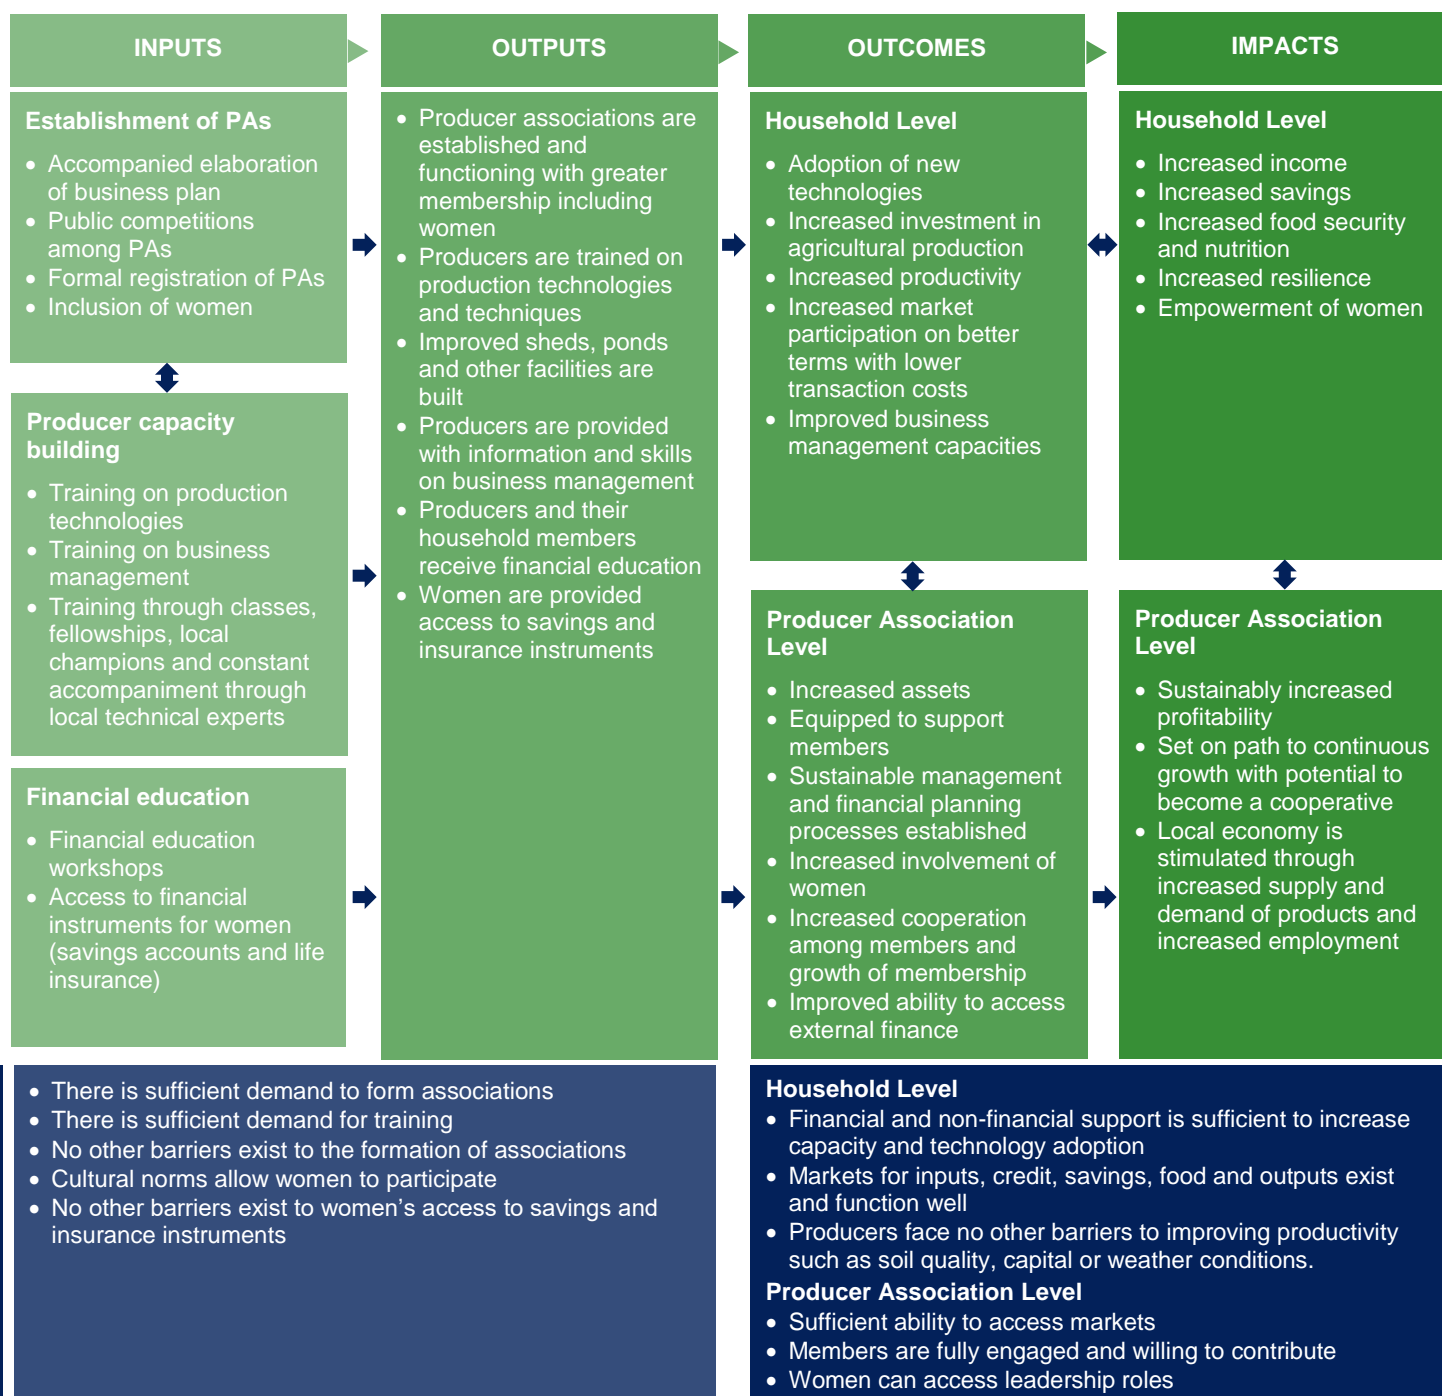 INPUTS
OUTPUTS
OUTCOMES
IMPACTS
Establishment of PAs
• Accompanied elaboration
of business plan
• Public competitions
among PAs
• Formal registration of PAs
• Inclusion of women
Producer capacity
building
• Training on production
technologies
• Training on business
management
• Training through classes,
fellowships, local
champions and constant
accompaniment through
local technical experts
Financial education
• Financial education
workshops
• Access to financial
instruments for women
(savings accounts and life
insurance)
• Producer associations are
established and
functioning with greater
membership including
women
• Producers are trained on
production technologies
and techniques
• Improved sheds, ponds
and other facilities are
built
• Producers are provided
with information and skills
on business management
• Producers and their
household members
receive financial education
• Women are provided
access to savings and
insurance instruments
Household Level
• Adoption of new
technologies
• Increased investment in
agricultural production
• Increased productivity
• Increased market
participation on better
terms with lower
transaction costs
• Improved business
management capacities
Producer Association
Level
• Increased assets
• Equipped to support
members
• Sustainable management
and financial planning
processes established
• Increased involvement of
women
• Increased cooperation
among members and
growth of membership
• Improved ability to access
external finance
Household Level
• Increased income
• Increased savings
• Increased food security
and nutrition
• Increased resilience
• Empowerment of women
Producer Association
Level
• Sustainably increased
profitability
• Set on path to continuous
growth with potential to
become a cooperative
• Local economy is
stimulated through
increased supply and
demand of products and
increased employment
• There is sufficient demand to form associations
• There is sufficient demand for training
• No other barriers exist to the formation of associations
• Cultural norms allow women to participate
• No other barriers exist to women’s access to savings and
insurance instruments
Household Level
• Financial and non-financial support is sufficient to increase
capacity and technology adoption
• Markets for inputs, credit, savings, food and outputs exist
and function well
• Producers face no other barriers to improving productivity
such as soil quality, capital or weather conditions.
Producer Association Level
• Sufficient ability to access markets
• Members are fully engaged and willing to contribute
• Women can access leadership roles